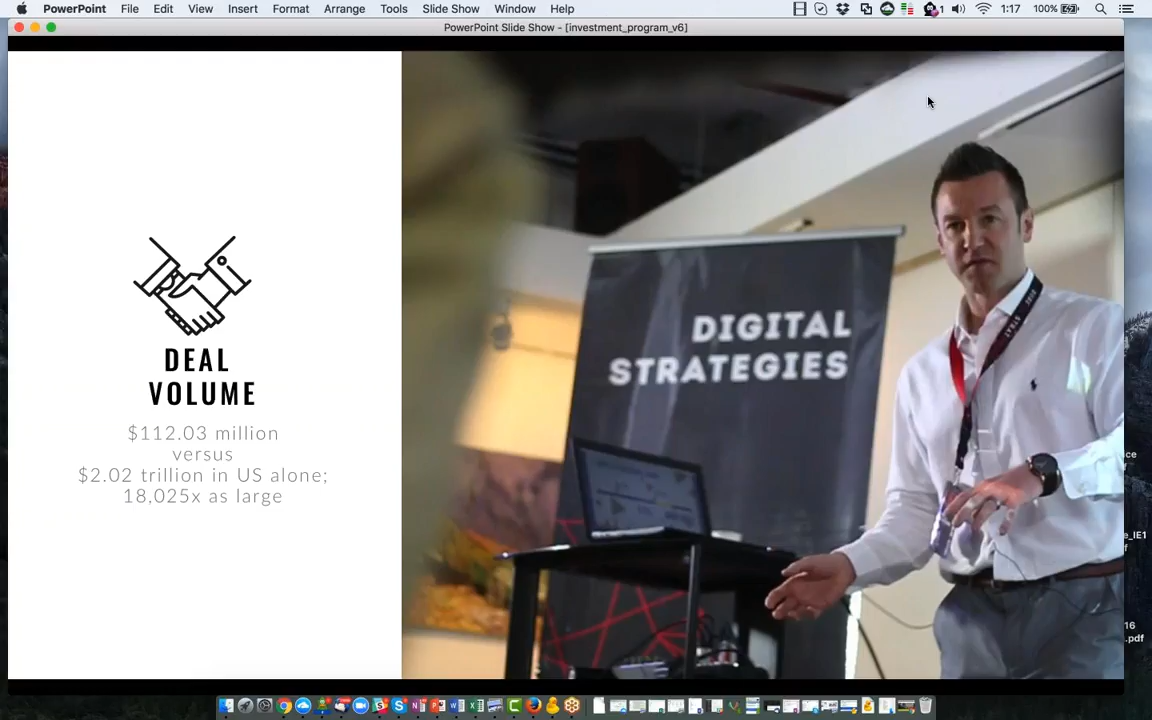 PowerPoint File Edit View Insert Format Arrange Tools Slide Show Window Help
1 1:17 100%
PowerPoint Slide Show - [investment_program_v6]
DEAL
VOLUME
$112.03 million
versus
$2.02 trillion in US alone;
18,025x as large
DIGITAL
STRATEGIES